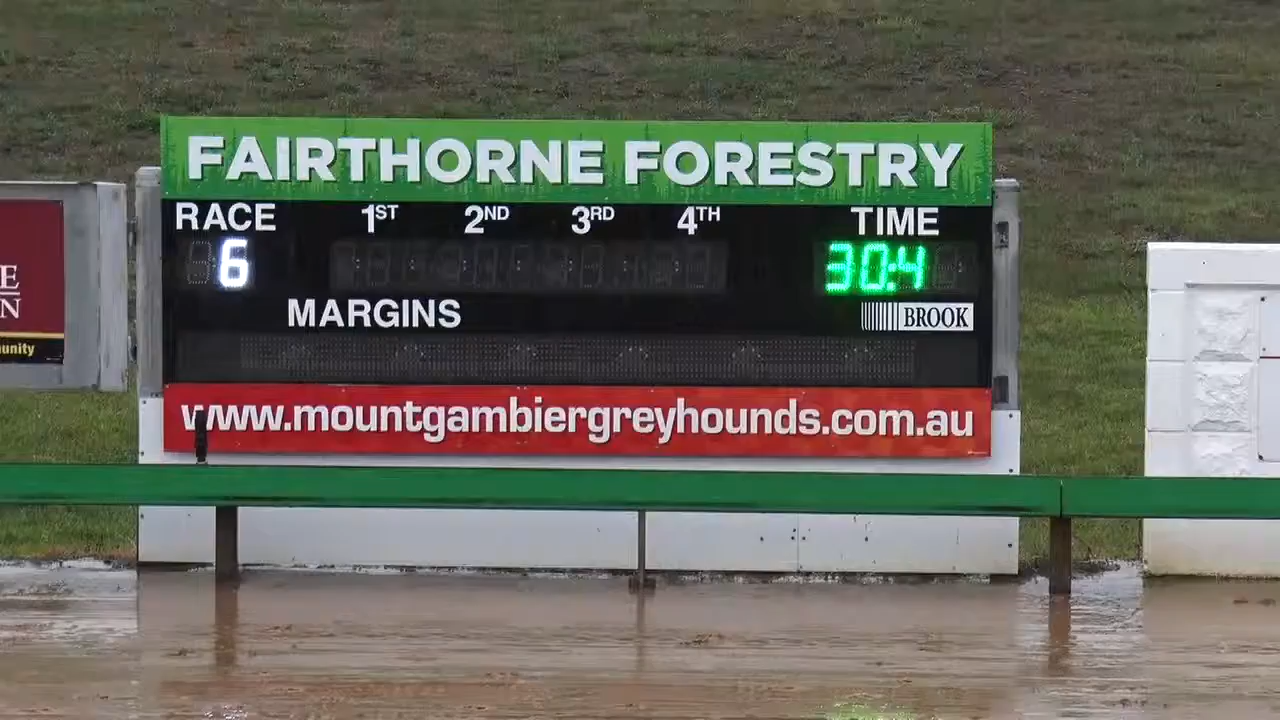 FAIRTHORNE FORESTRY
RACE 1ST 2ND 3RD 4TH TIME
6 30:4
MARGINS
BROOK
www.mountgambiergreyhounds.com.au